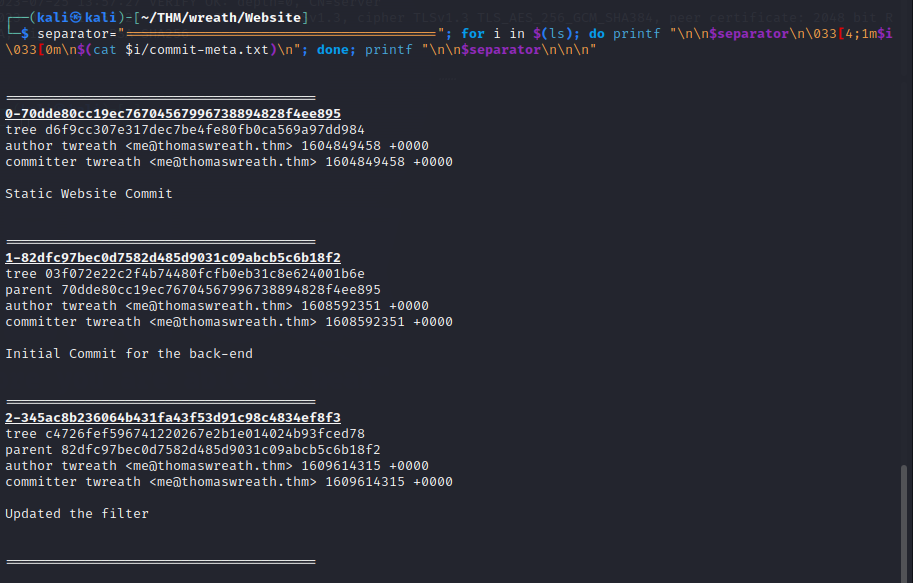 ┌──(kali㉿kali)-[~/THM/wreath/Website]
└─$ separator="======================================="; for i in $(ls); do printf "\n\n$separator\n\033[4;1m$i
\033[0m\n$(cat $i/commit-meta.txt)\n"; done; printf "\n\n$separator\n\n\n"
=======================================
0-70dde80cc19ec76704567996738894828f4ee895
tree d6f9cc307e317dec7be4fe80fb0ca569a97dd984
author twreath <me@thomaswreath.thm> 1604849458 +0000
committer twreath <me@thomaswreath.thm> 1604849458 +0000
Static Website Commit
=======================================
1-82dfc97bec0d7582d485d9031c09abcb5c6b18f2
tree 03f072e22c2f4b74480fcfb0eb31c8e624001b6e
parent 70dde80cc19ec76704567996738894828f4ee895
author twreath <me@thomaswreath.thm> 1608592351 +0000
committer twreath <me@thomaswreath.thm> 1608592351 +0000
Initial Commit for the back-end
=======================================
2-345ac8b236064b431fa43f53d91c98c4834ef8f3
tree c4726fef596741220267e2b1e014024b93fced78
parent 82dfc97bec0d7582d485d9031c09abcb5c6b18f2
author twreath <me@thomaswreath.thm> 1609614315 +0000
committer twreath <me@thomaswreath.thm> 1609614315 +0000
Updated the filter
=======================================